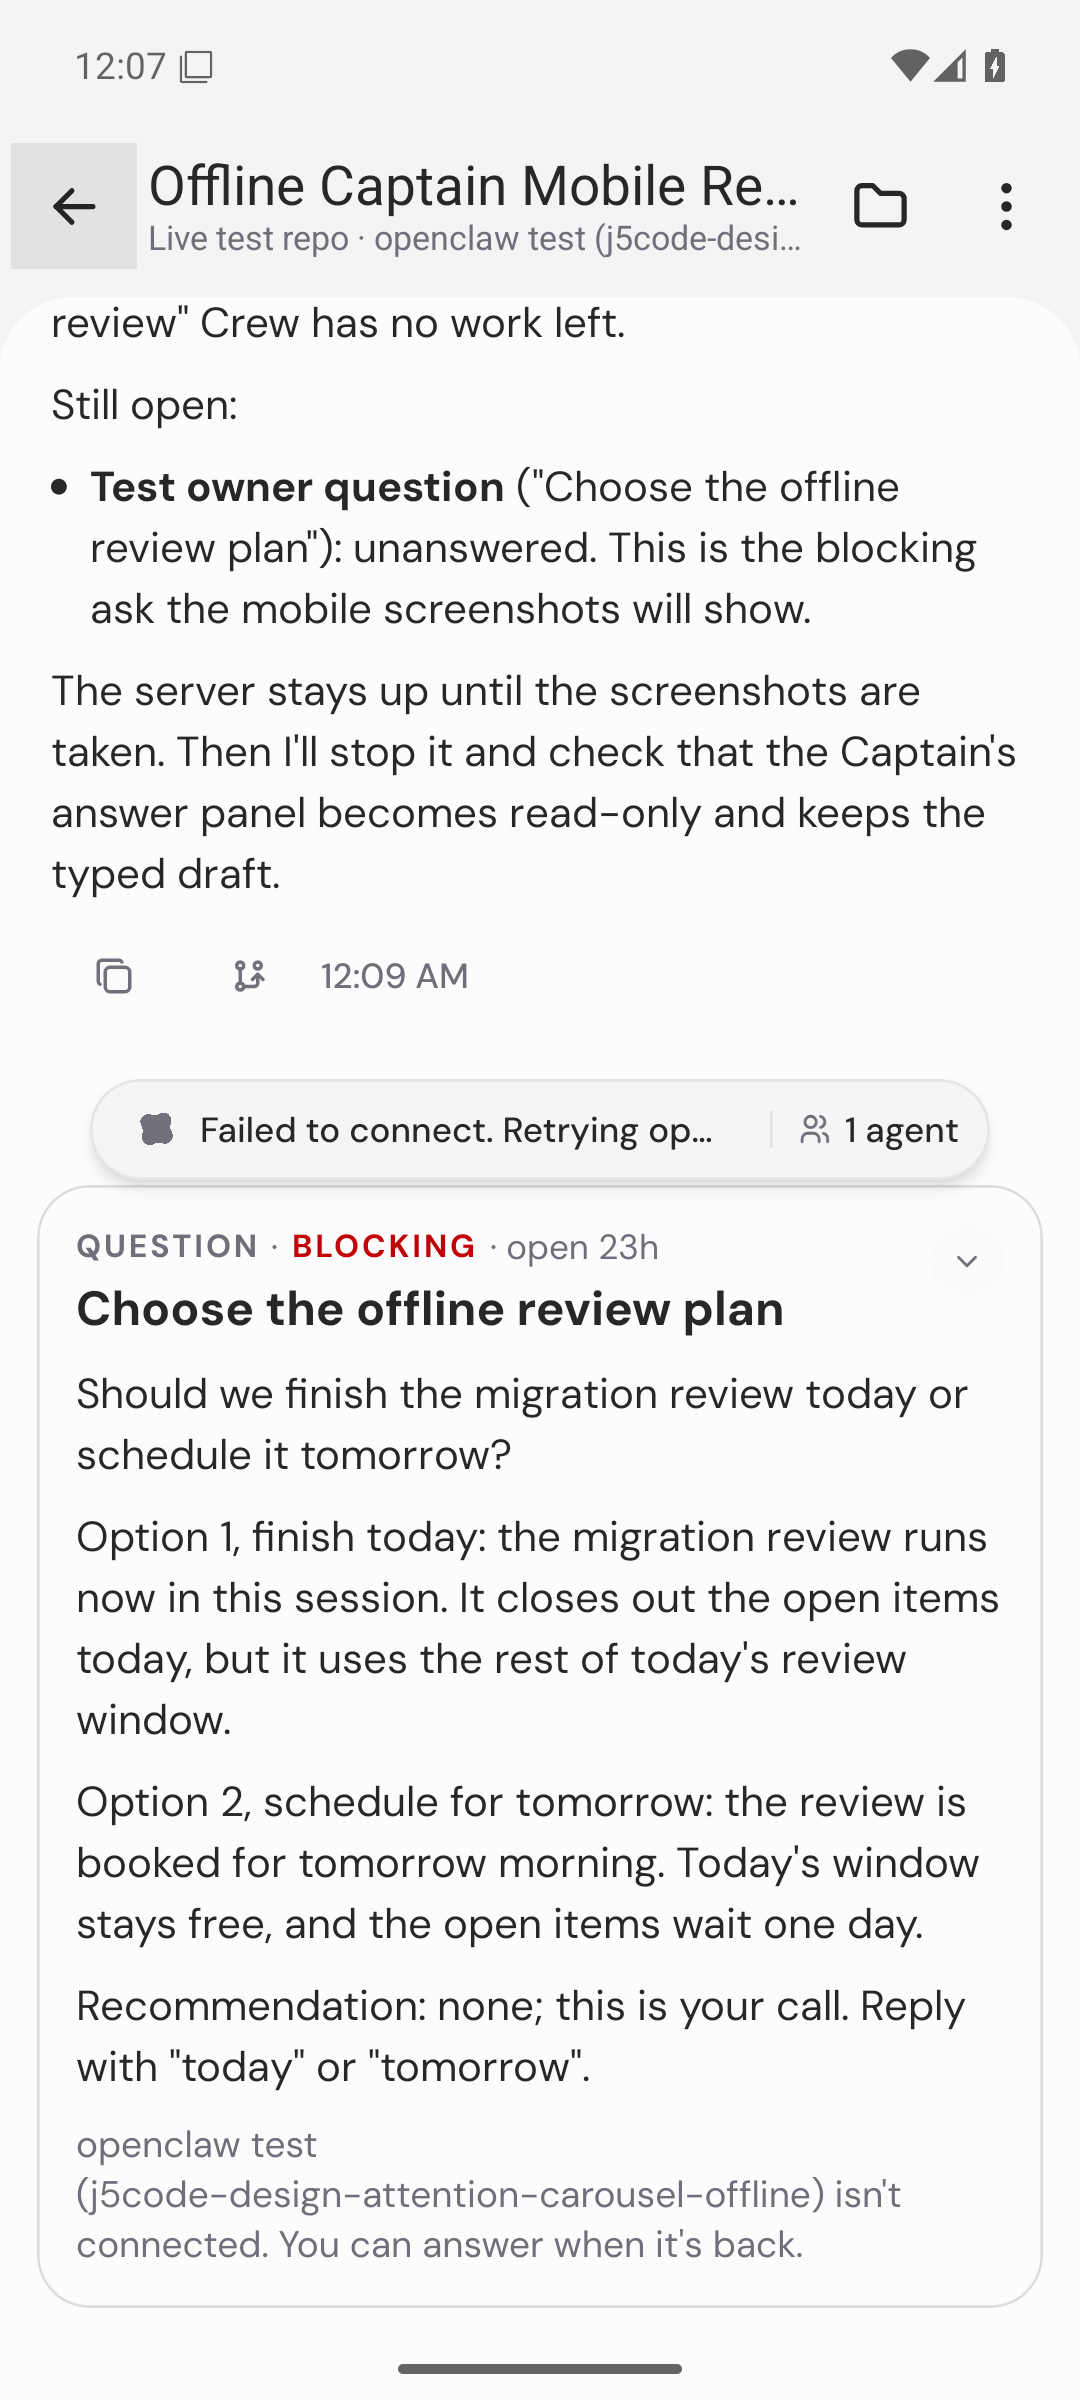 12:07
Offline Captain Mobile Re...
Live test repo · openclaw test (j5code-desi...
review" Crew has no work left.
Still open:
• Test owner question ("Choose the offline
review plan"): unanswered. This is the blocking
ask the mobile screenshots will show.
The server stays up until the screenshots are
taken. Then I'll stop it and check that the Captain's
answer panel becomes read-only and keeps the
typed draft.
12:09 AM
Failed to connect. Retrying op...
1 agent
QUESTION · BLOCKING · open 23h
Choose the offline review plan
Should we finish the migration review today or
schedule it tomorrow?
Option 1, finish today: the migration review runs
now in this session. It closes out the open items
today, but it uses the rest of today's review
window.
Option 2, schedule for tomorrow: the review is
booked for tomorrow morning. Today's window
stays free, and the open items wait one day.
Recommendation: none; this is your call. Reply
with "today" or "tomorrow".
openclaw test
(j5code-design-attention-carousel-offline) isn't
connected. You can answer when it's back.